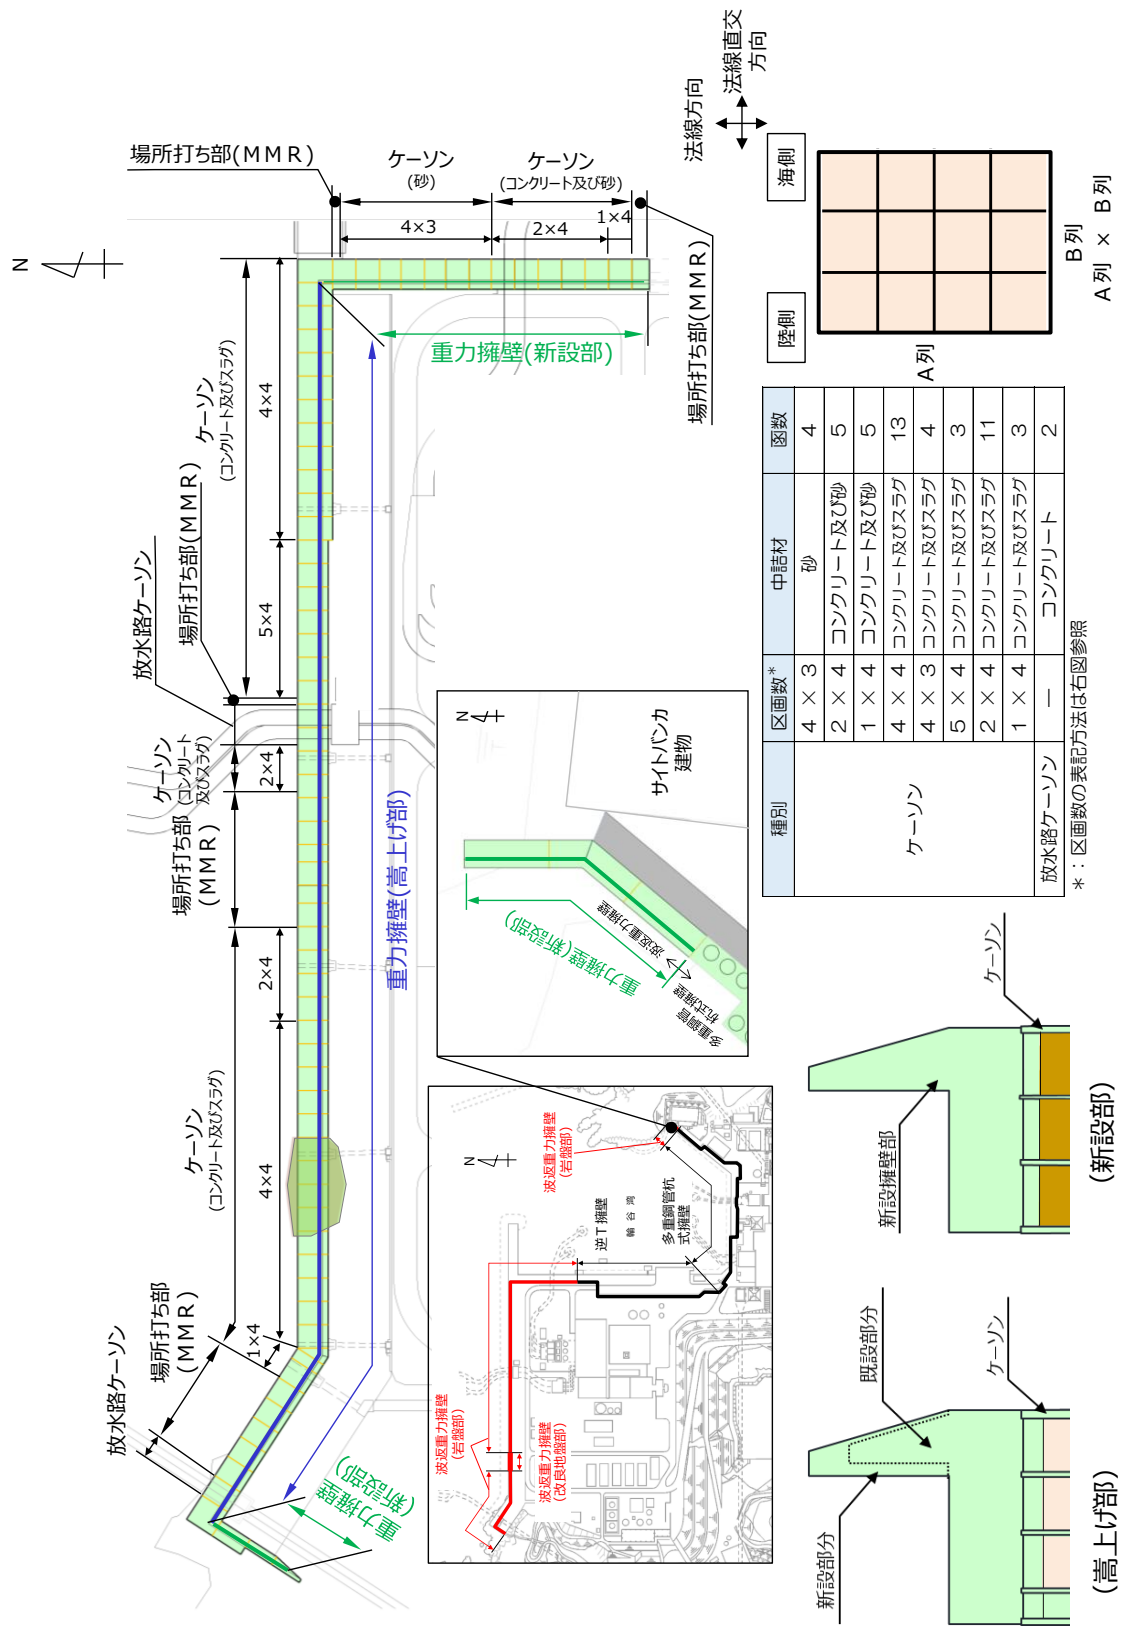 N
放水路ケーソン
場所打ち部
(MMR)
1×4
ケーソン
(コンクリート及びスラグ)
4×4
2×4
場所打ち部
(MMR)
ケーソン
(コンクリート
及びスラグ)
2×4
放水路ケーソン
場所打ち部(MMR)
ケーソン
(コンクリート及びスラグ)
5×4
4×4
場所打ち部(MMR)
ケーソン
(砂)
4×3
ケーソン
(コンクリート及び砂)
2×4
1×4
場所打ち部(MMR)
重力擁壁
(新設部)
重力擁壁(嵩上げ部)
重力擁壁(新設部)
波返重力擁壁
(岩盤部)
波返重力擁壁
(改良地盤部)
N
逆T擁壁
輪谷湾
多重鋼管杭
式擁壁
波返重力擁壁
(岩盤部)
N
サイトバンカ
建物
重力擁壁(新設部)
波返重力擁壁
多重鋼管
杭式擁壁
法線方向
法線直交
方向
陸側
海側
A列
B列
A列 × B列
種別 区画数* 中詰材 函数
ケーソン
4 × 3 砂 4
2 × 4 コンクリート及び砂 5
1 × 4 コンクリート及び砂 5
4 × 4 コンクリート及びスラグ 13
4 × 3 コンクリート及びスラグ 4
5 × 4 コンクリート及びスラグ 3
2 × 4 コンクリート及びスラグ 11
1 × 4 コンクリート及びスラグ 3
放水路ケーソン — コンクリート 2
*：区画数の表記方法は右図参照
新設部分
既設部分
ケーソン
(嵩上げ部)
新設擁壁部
ケーソン
(新設部)